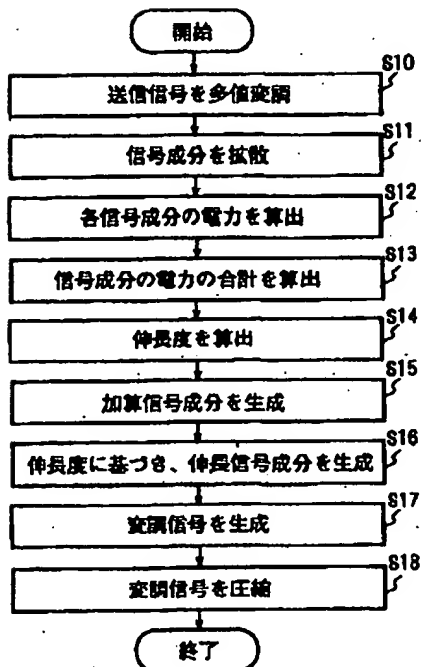 開始
S10
送信信号を多値変調
S11
信号成分を拡散
S12
各信号成分の電力を算出
S13
信号成分の電力の合計を算出
S14
伸長度を算出
S15
加算信号成分を生成
S16
伸長度に基づき、伸長信号成分を生成
S17
変調信号を生成
S18
変調信号を圧縮
終了